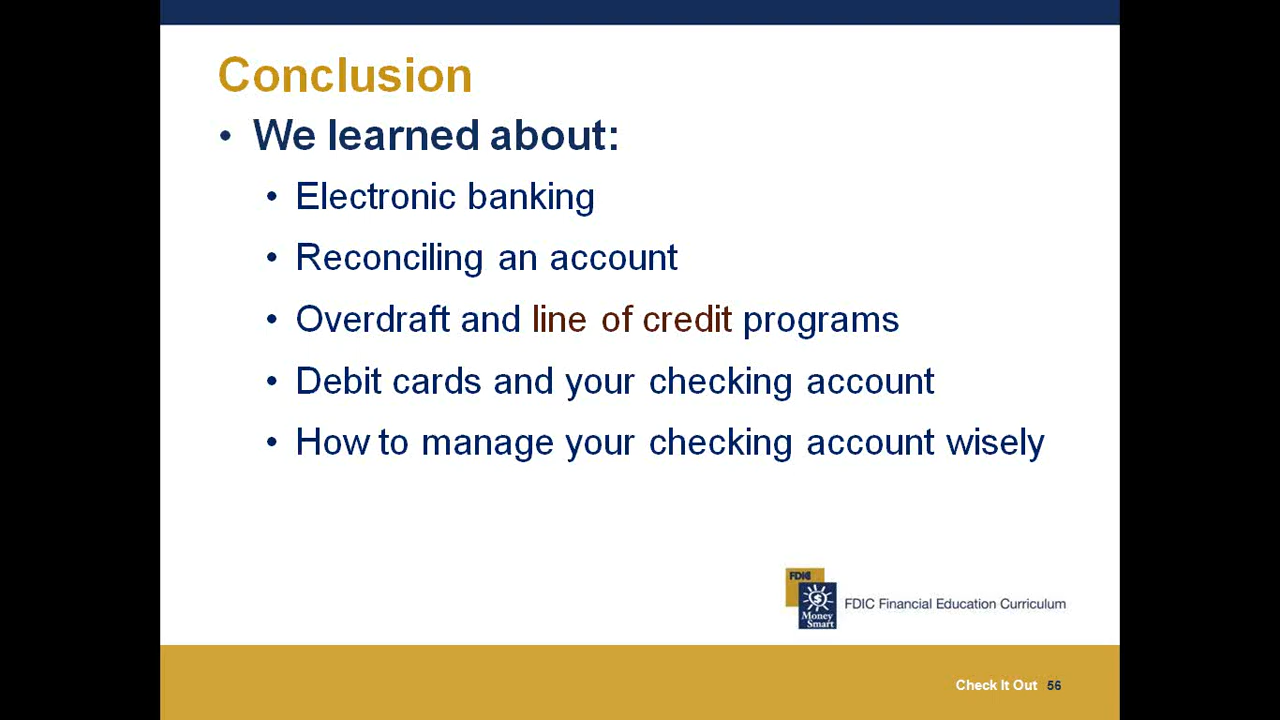 Conclusion
• We learned about:
• Electronic banking
• Reconciling an account
• Overdraft and line of credit programs
• Debit cards and your checking account
• How to manage your checking account wisely
FDIC
$
Money
Smart
FDIC Financial Education Curriculum
Check It Out 56